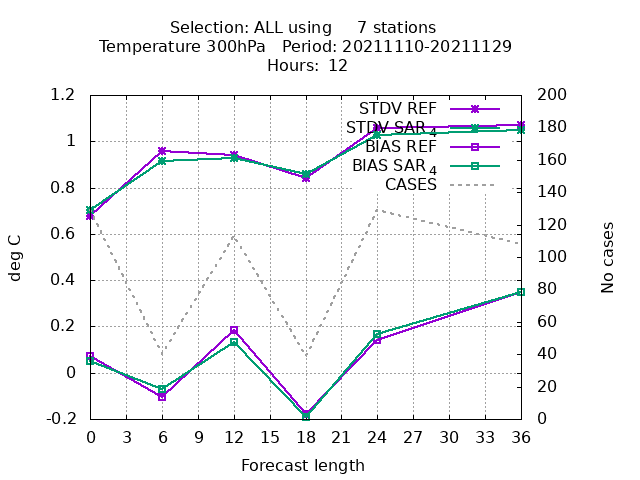 Selection: ALL using 7 stations
Temperature 300hPa Period: 20211110-20211129
Hours: 12
STDV REF
STDV SAR 4
BIAS REF
BIAS SAR 4
CASES
1.2
1
0.8
0.6
0.4
0.2
0
-0.2
deg C
200
180
160
140
120
100
80
60
40
20
0
No cases
0 3 6 9 12 15 18 21 24 27 30 33 36
Forecast length